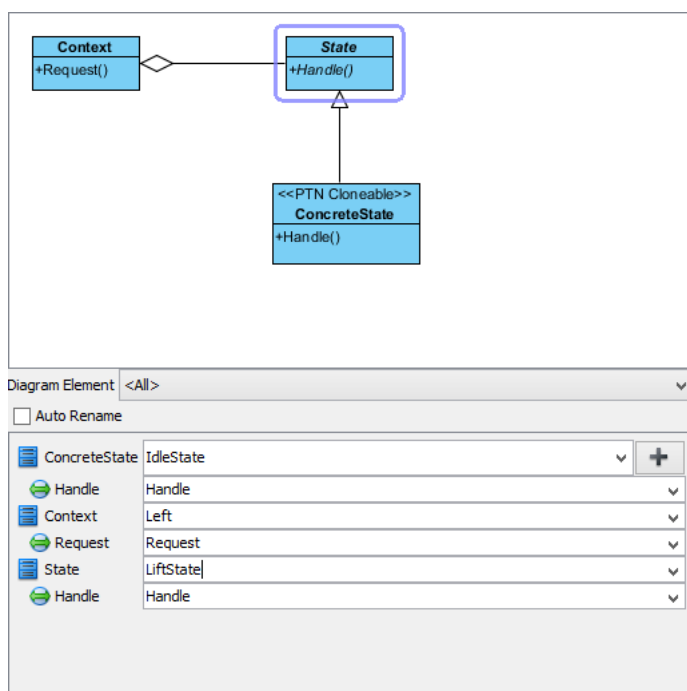 Context
+Request()
State
+Handle()
<<PTN Cloneable>>
ConcreteState
+Handle()
Diagram Element <All>
Auto Rename
ConcreteState IdleState
Handle Handle
Context Left
Request Request
State LiftState
Handle Handle